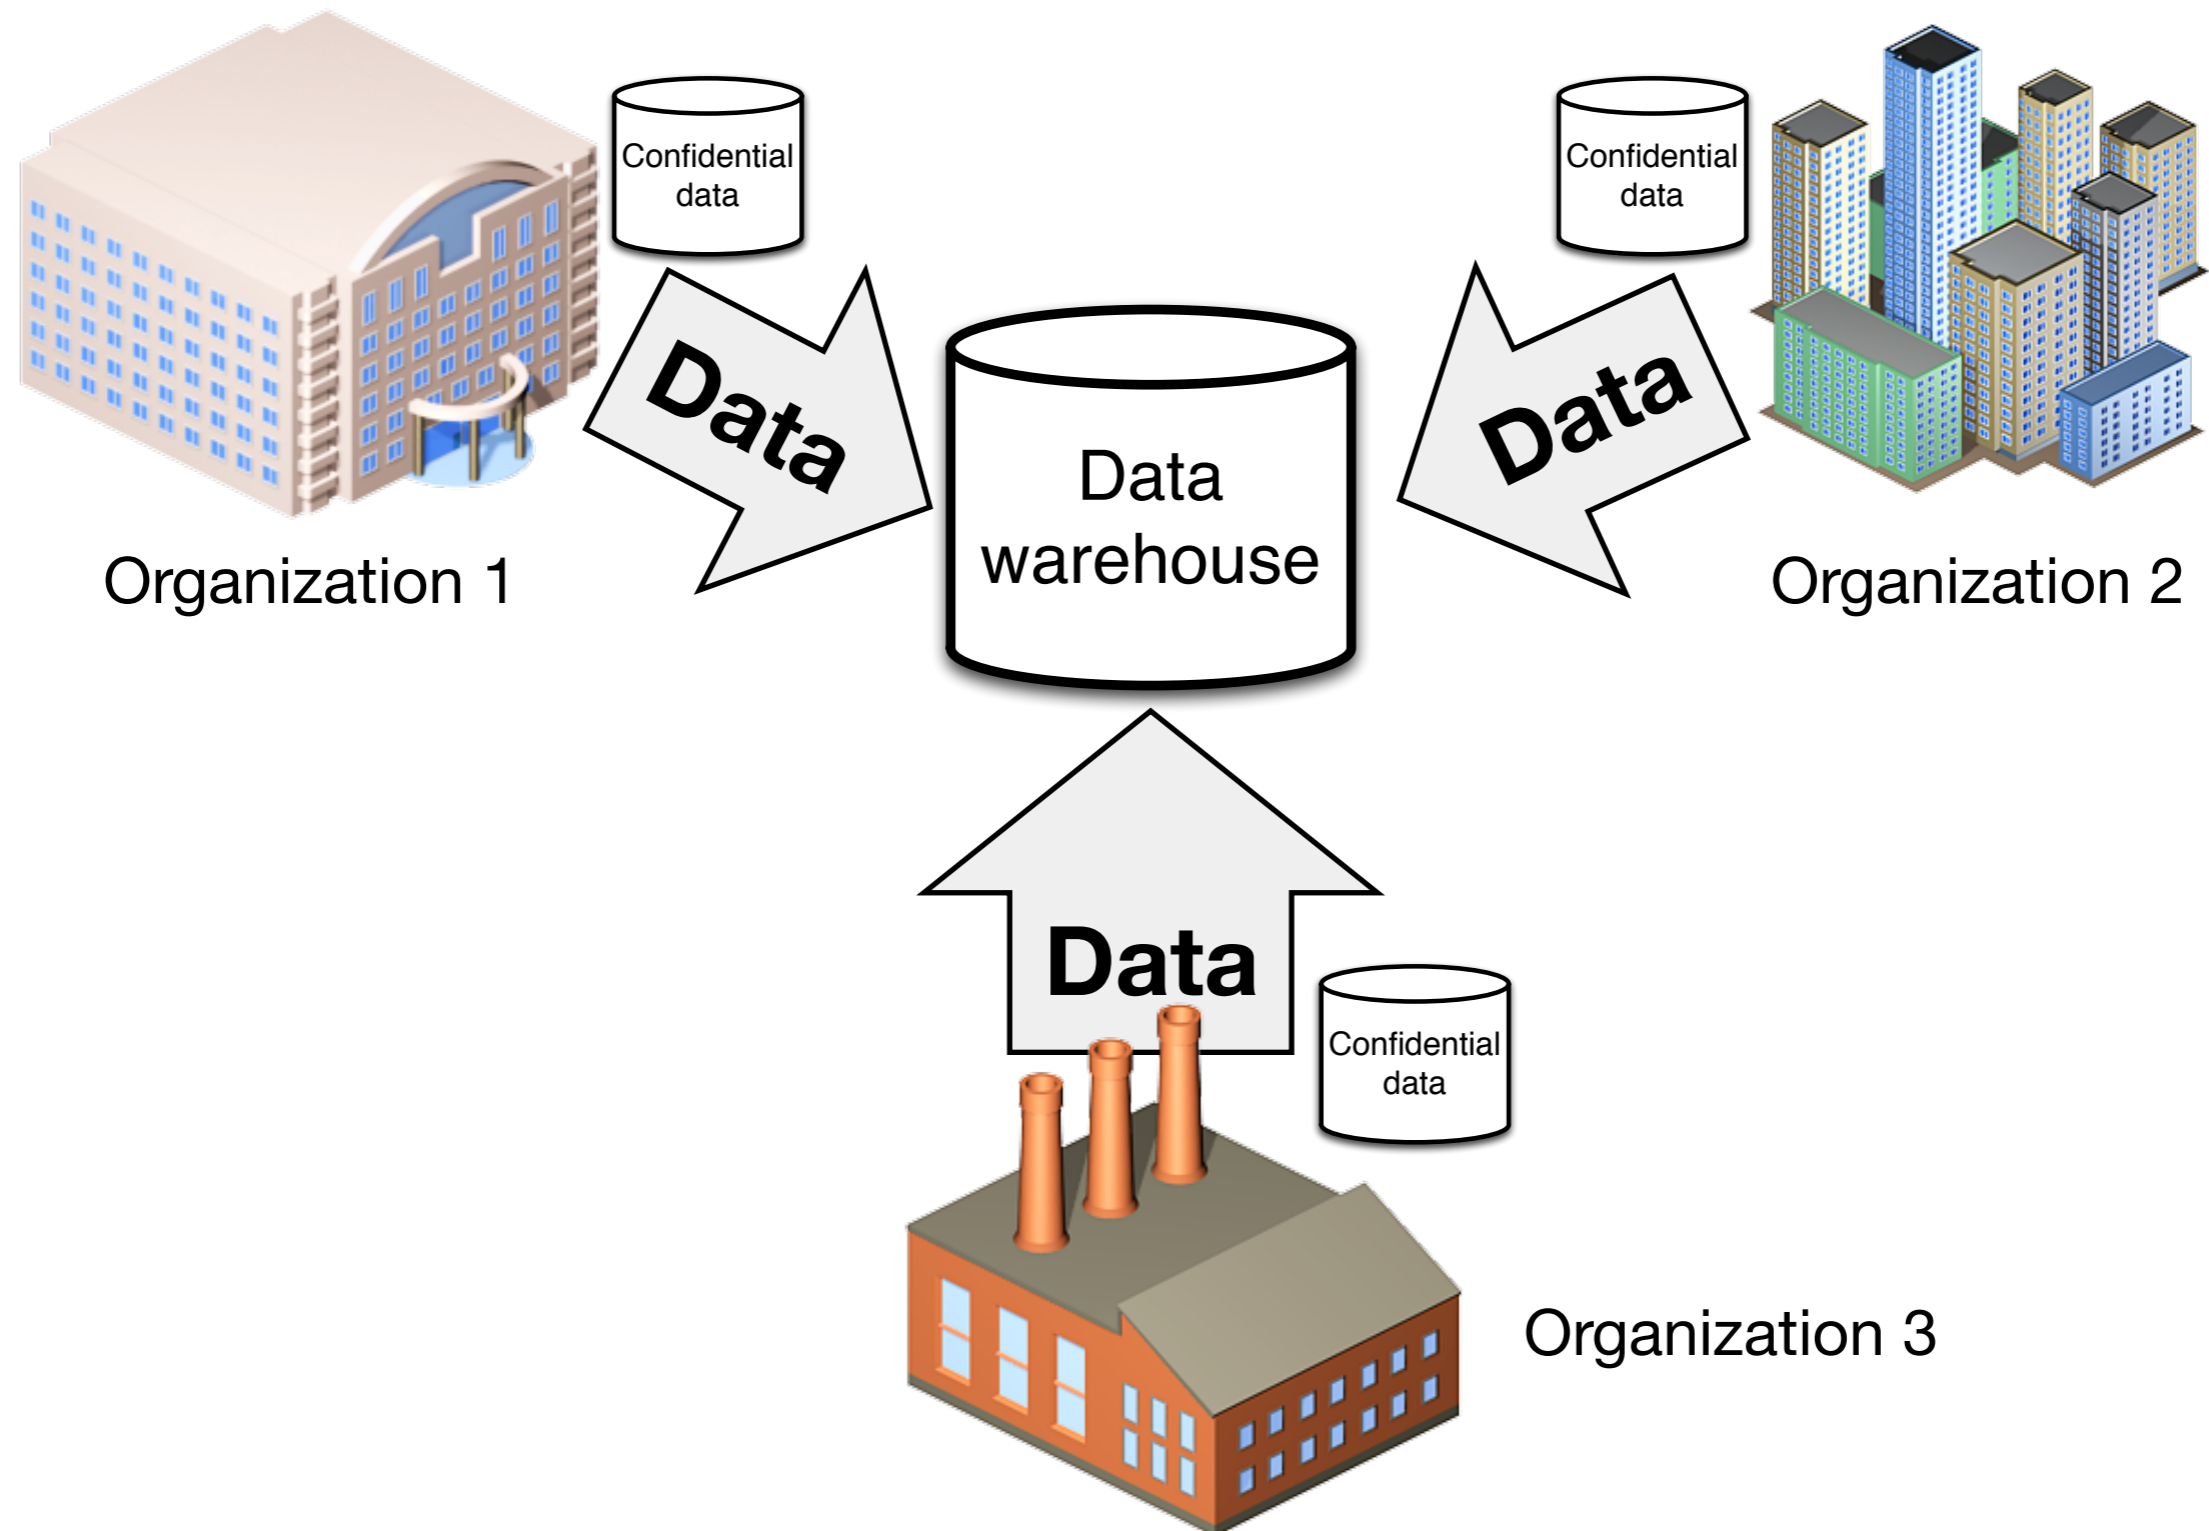 Confidential
data
Confidential
data
Data
Data
Data
warehouse
Organization 1
Organization 2
Data
Confidential
data
Organization 3